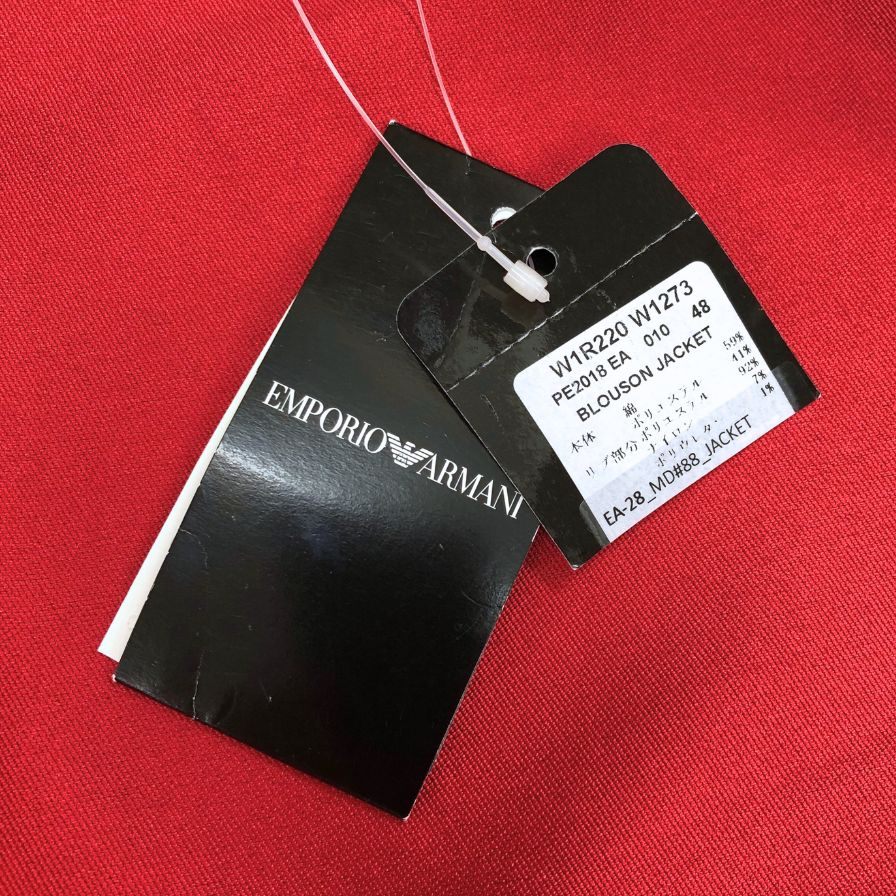 EMPORIO ARMANI
W1R220 W1273
PE2018 EA 010 48
BLOUSON JACKET
本体 綿 59%
ポリエステル 41%
リブ部分 ポリエステル 92%
ナイロン 7%
ポリウレタン 1%
EA-28_MD#88_JACKET